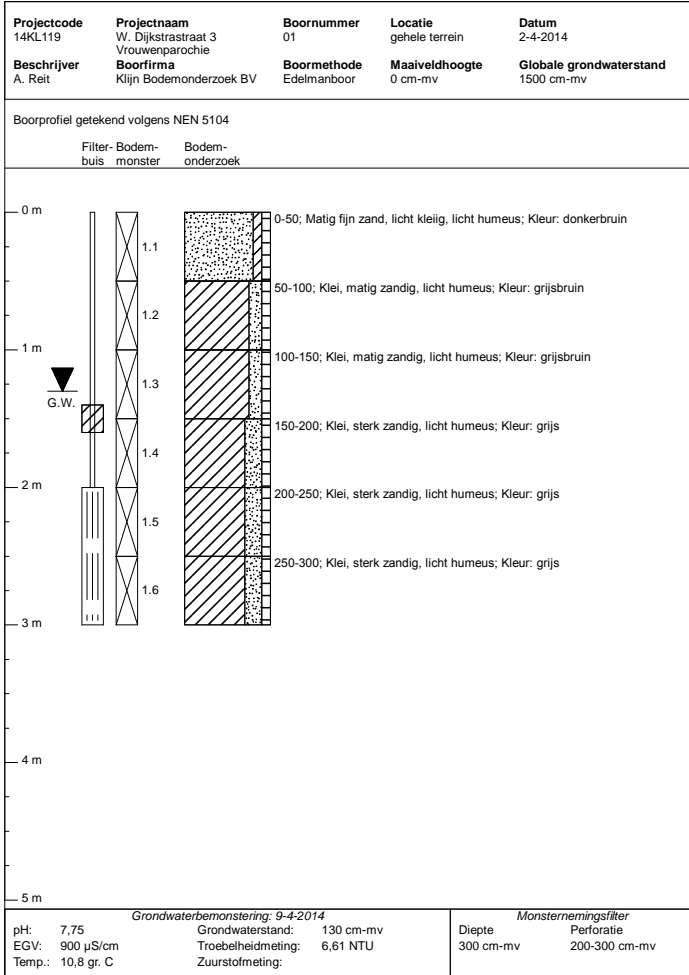 Projectcode Projectnaam Boornummer Locatie Datum
14KL119 W. Dijkstrastraat 3 01 gehele terrein 2-4-2014
Vrouwenparochie
Beschrijver Boorfirma Boormethode Maaiveldhoogte Globale grondwaterstand
A. Reit Klijn Bodemonderzoek BV Edelmanboor 0 cm-mv 1500 cm-mv
Boorprofiel getekend volgens NEN 5104
Filter- Bodem- Bodem-
buis monster onderzoek
0 m
0-50; Matig fijn zand, licht kleiig, licht humeus; Kleur: donkerbruin
1.1
50-100; Klei, matig zandig, licht humeus; Kleur: grijsbruin
1.2
1 m
100-150; Klei, matig zandig, licht humeus; Kleur: grijsbruin
1.3
G.W.
150-200; Klei, sterk zandig, licht humeus; Kleur: grijs
1.4
2 m
200-250; Klei, sterk zandig, licht humeus; Kleur: grijs
1.5
250-300; Klei, sterk zandig, licht humeus; Kleur: grijs
1.6
3 m
4 m
5 m
Grondwaterbemonstering: 9-4-2014 Monsternemingsfilter
pH: 7,75 Grondwaterstand: 130 cm-mv Diepte Perforatie
EGV: 900 µS/cm Troebelheidmeting: 6,61 NTU 300 cm-mv 200-300 cm-mv
Temp.: 10,8 gr. C Zuurstofmeting: